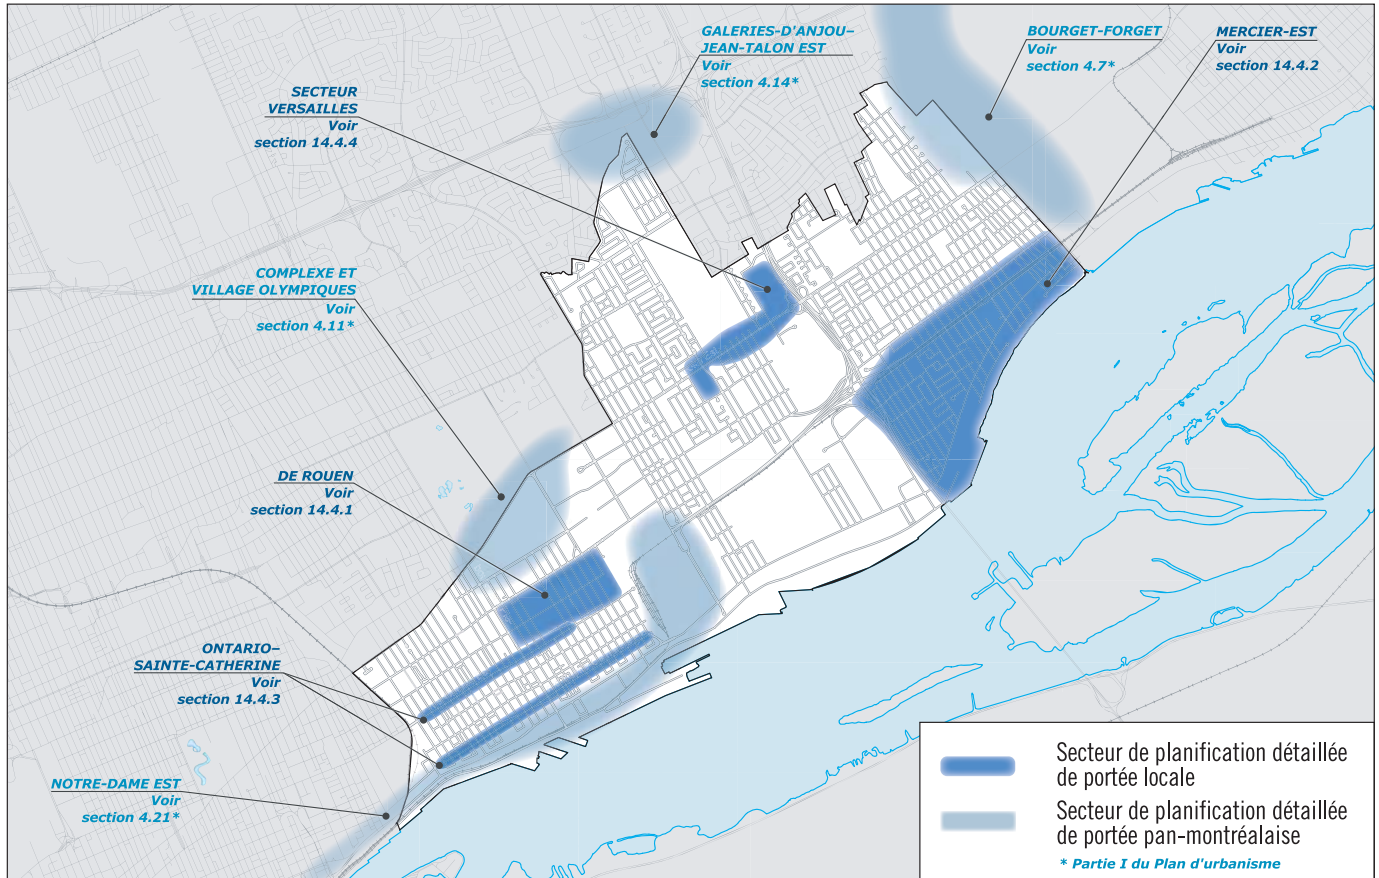 GALERIES-D'ANJOU–
JEAN-TALON EST
Voir
section 4.14*
BOURGET-FORGET
Voir
section 4.7*
MERCIER-EST
Voir
section 14.4.2
SECTEUR
VERSAILLES
Voir
section 14.4.4
COMPLEXE ET
VILLAGE OLYMPIQUES
Voir
section 4.11*
DE ROUEN
Voir
section 14.4.1
ONTARIO–
SAINTE-CATHERINE
Voir
section 14.4.3
NOTRE-DAME EST
Voir
section 4.21*
Secteur de planification détaillée
de portée locale
Secteur de planification détaillée
de portée pan-montréalaise
* Partie I du Plan d'urbanisme